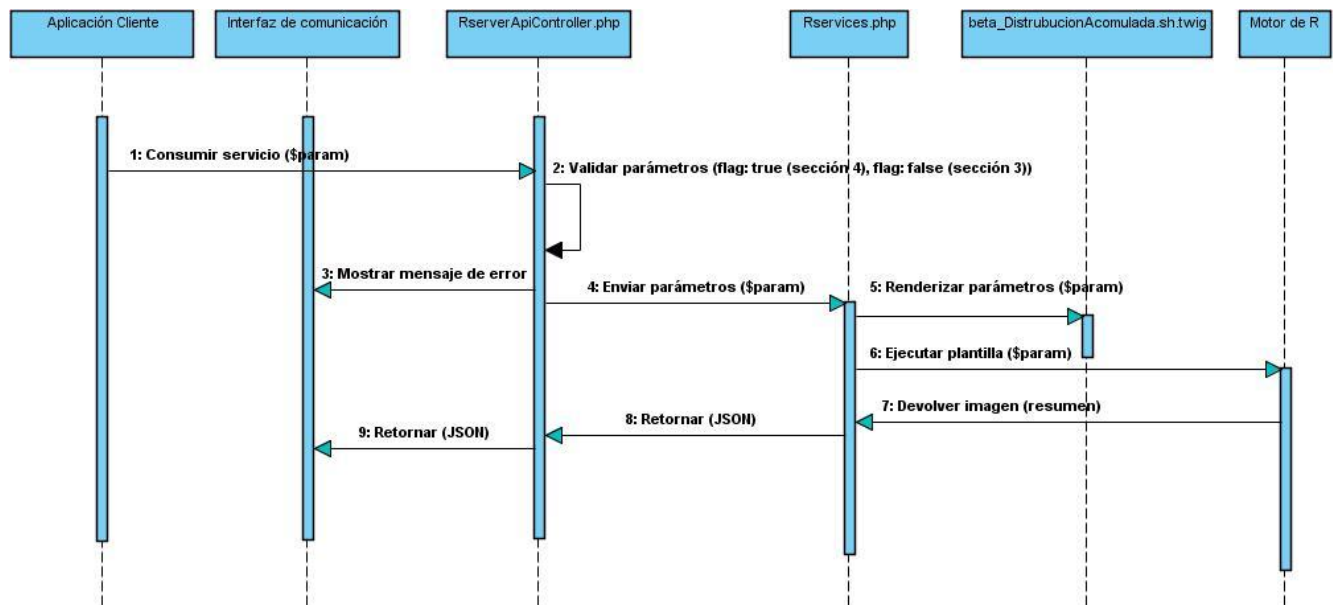 Aplicación Cliente
Interfaz de comunicación
RserverApiController.php
Rservices.php
beta_DistrubucionAcumulada.sh.twig
Motor de R
1: Consumir servicio ($param)
2: Validar parámetros (flag: true (sección 4), flag: false (sección 3))
3: Mostrar mensaje de error
4: Enviar parámetros ($param)
5: Renderizar parámetros ($param)
6: Ejecutar plantilla ($param)
7: Devolver imagen (resumen)
8: Retornar (JSON)
9: Retornar (JSON)